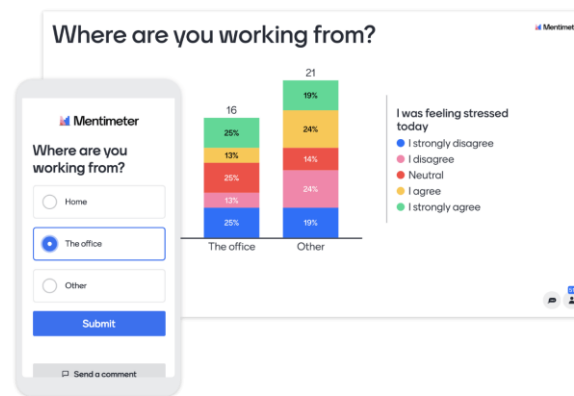 Where are you working from?
Mentimet
21
19%
24%
14%
24%
19%
Other
16
25%
13%
25%
13%
25%
The office
I was feeling stressed
today
I strongly disagree
I disagree
Neutral
I agree
I strongly agree
Mentimeter
Where are you
working from?
Home
The office
Other
Submit
Send a comment